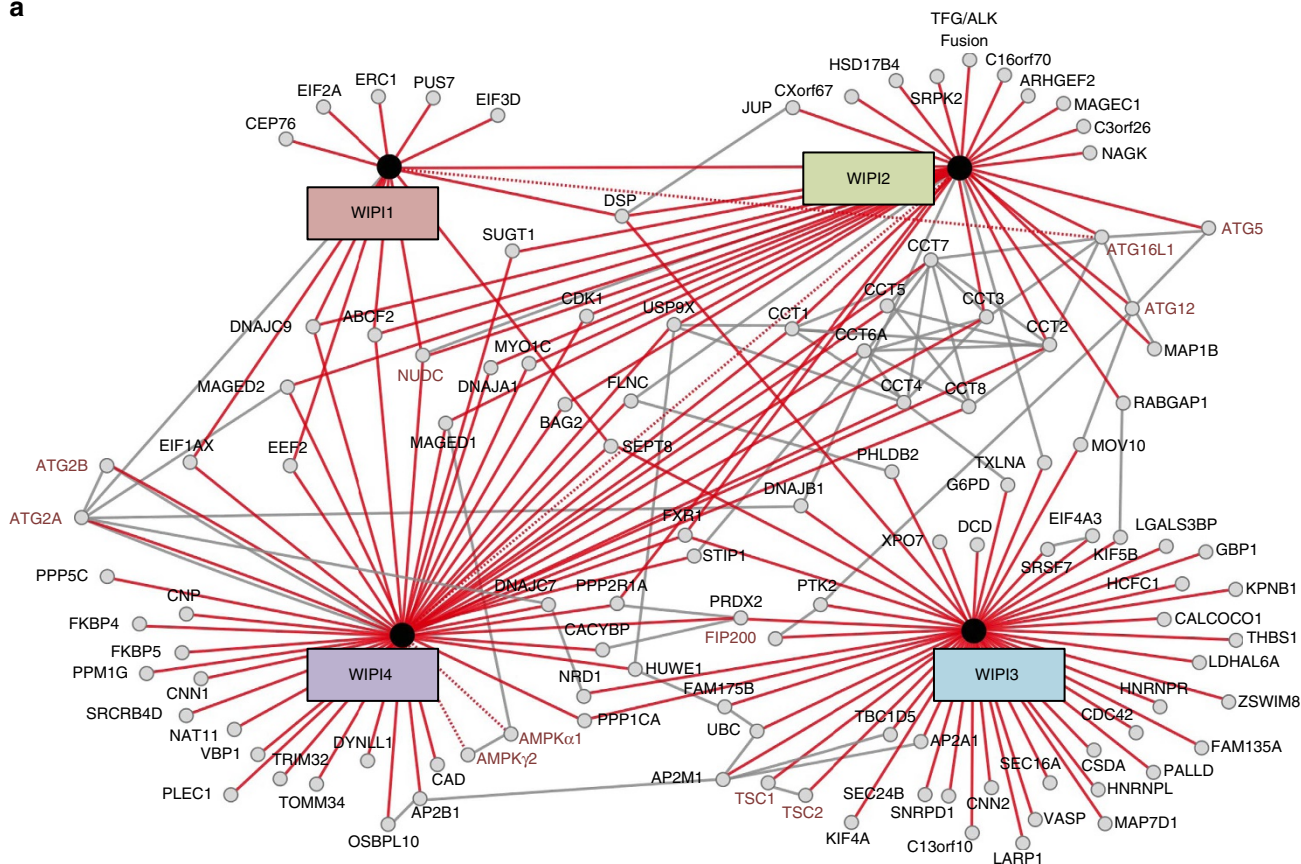 a
TFG/ALK
Fusion
HSD17B4
C16orf70
ERC1
PUS7
CXorf67
SRPK2
ARHGEF2
EIF2A
EIF3D
JUP
MAGEC1
CEP76
C3orf26
NAGK
WIPI2
WIPI1
DSP
ATG5
SUGT1
CCT7
ATG16L1
CCT5
CDK1
USP9X
CCT3
ATG12
DNAJC9
ABCF2
CCT1
CCT2
CCT6A
MYO1C
MAP1B
NUDC
DNAJA1
MAGED2
FLNC
CCT4
CCT8
RABGAP1
BAG2
MAGED1
EIF1AX
EEF2
SEPT8
MOV10
ATG2B
PHLDB2
TXLNA
G6PD
DNAJB1
ATG2A
FXR1
DCD
EIF4A3
LGALS3BP
XPO7
STIP1
SRSF7
KIF5B
GBP1
PPP5C
DNAJC7
PPP2R1A
PTK2
HCFC1
KPNB1
CNP
PRDX2
CALCOCO1
FKBP4
CACYBP
FIP200
THBS1
FKBP5
LDHAL6A
PPM1G
WIPI4
HUWE1
WIPI3
CNN1
NRD1
FAM175B
HNRNPR
ZSWIM8
SRCRB4D
PPP1CA
TBC1D5
CDC42
NAT11
UBC
AP2A1
FAM135A
VBP1
DYNLL1
AMPKα1
AMPKγ2
TRIM32
SEC16A
CSDA
PALLD
CAD
AP2M1
HNRNPL
PLEC1
TOMM34
TSC1
TSC2
SEC24B
CNN2
AP2B1
SNRPD1
VASP
MAP7D1
OSBPL10
KIF4A
C13orf10
LARP1